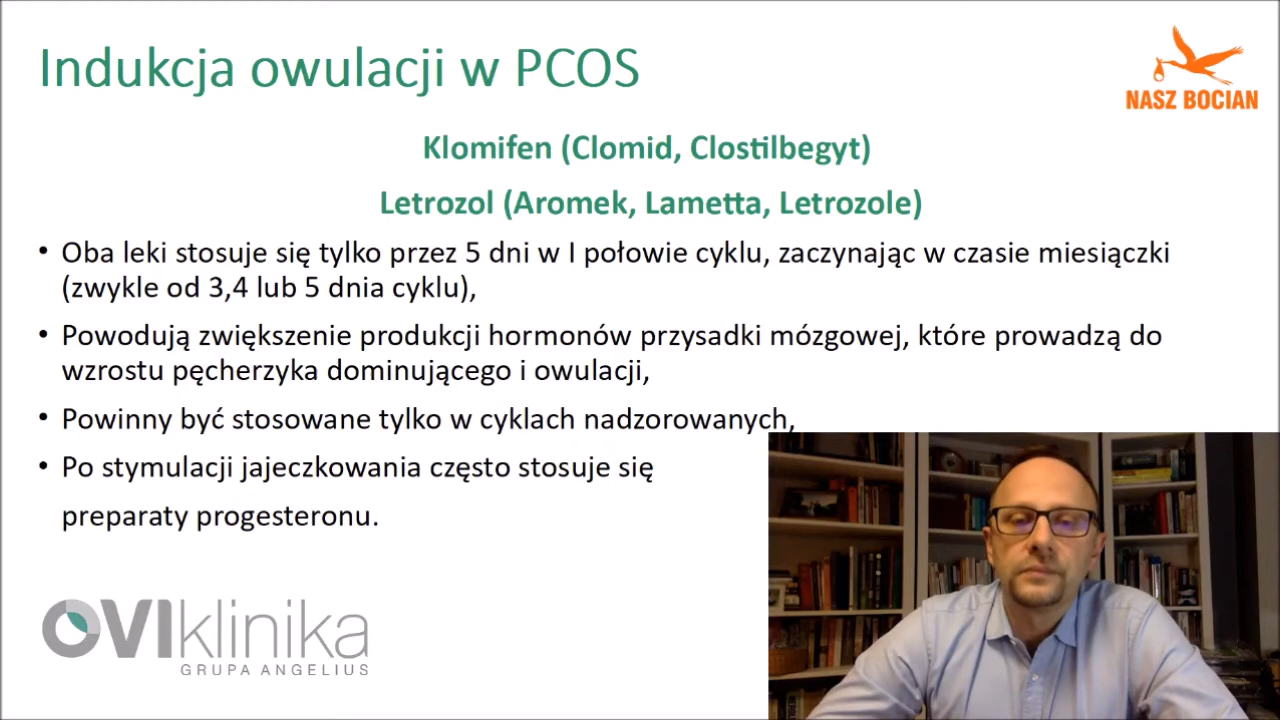 Indukcja owulacji w PCOS
NASZ BOCIAN
Klomifen (Clomid, Clostilbegyt)
Letrozol (Aromek, Lametta, Letrozole)
• Oba leki stosuje się tylko przez 5 dni w I połowie cyklu, zaczynając w czasie miesiączki
(zwykle od 3,4 lub 5 dnia cyklu),
• Powodują zwiększenie produkcji hormonów przysadki mózgowej, które prowadzą do
wzrostu pęcherzyka dominującego i owulacji,
• Powinny być stosowane tylko w cyklach nadzorowanych,
• Po stymulacji jajeczkowania często stosuje się
preparaty progesteronu.
OVIklinika
GRUPA ANGELIUS